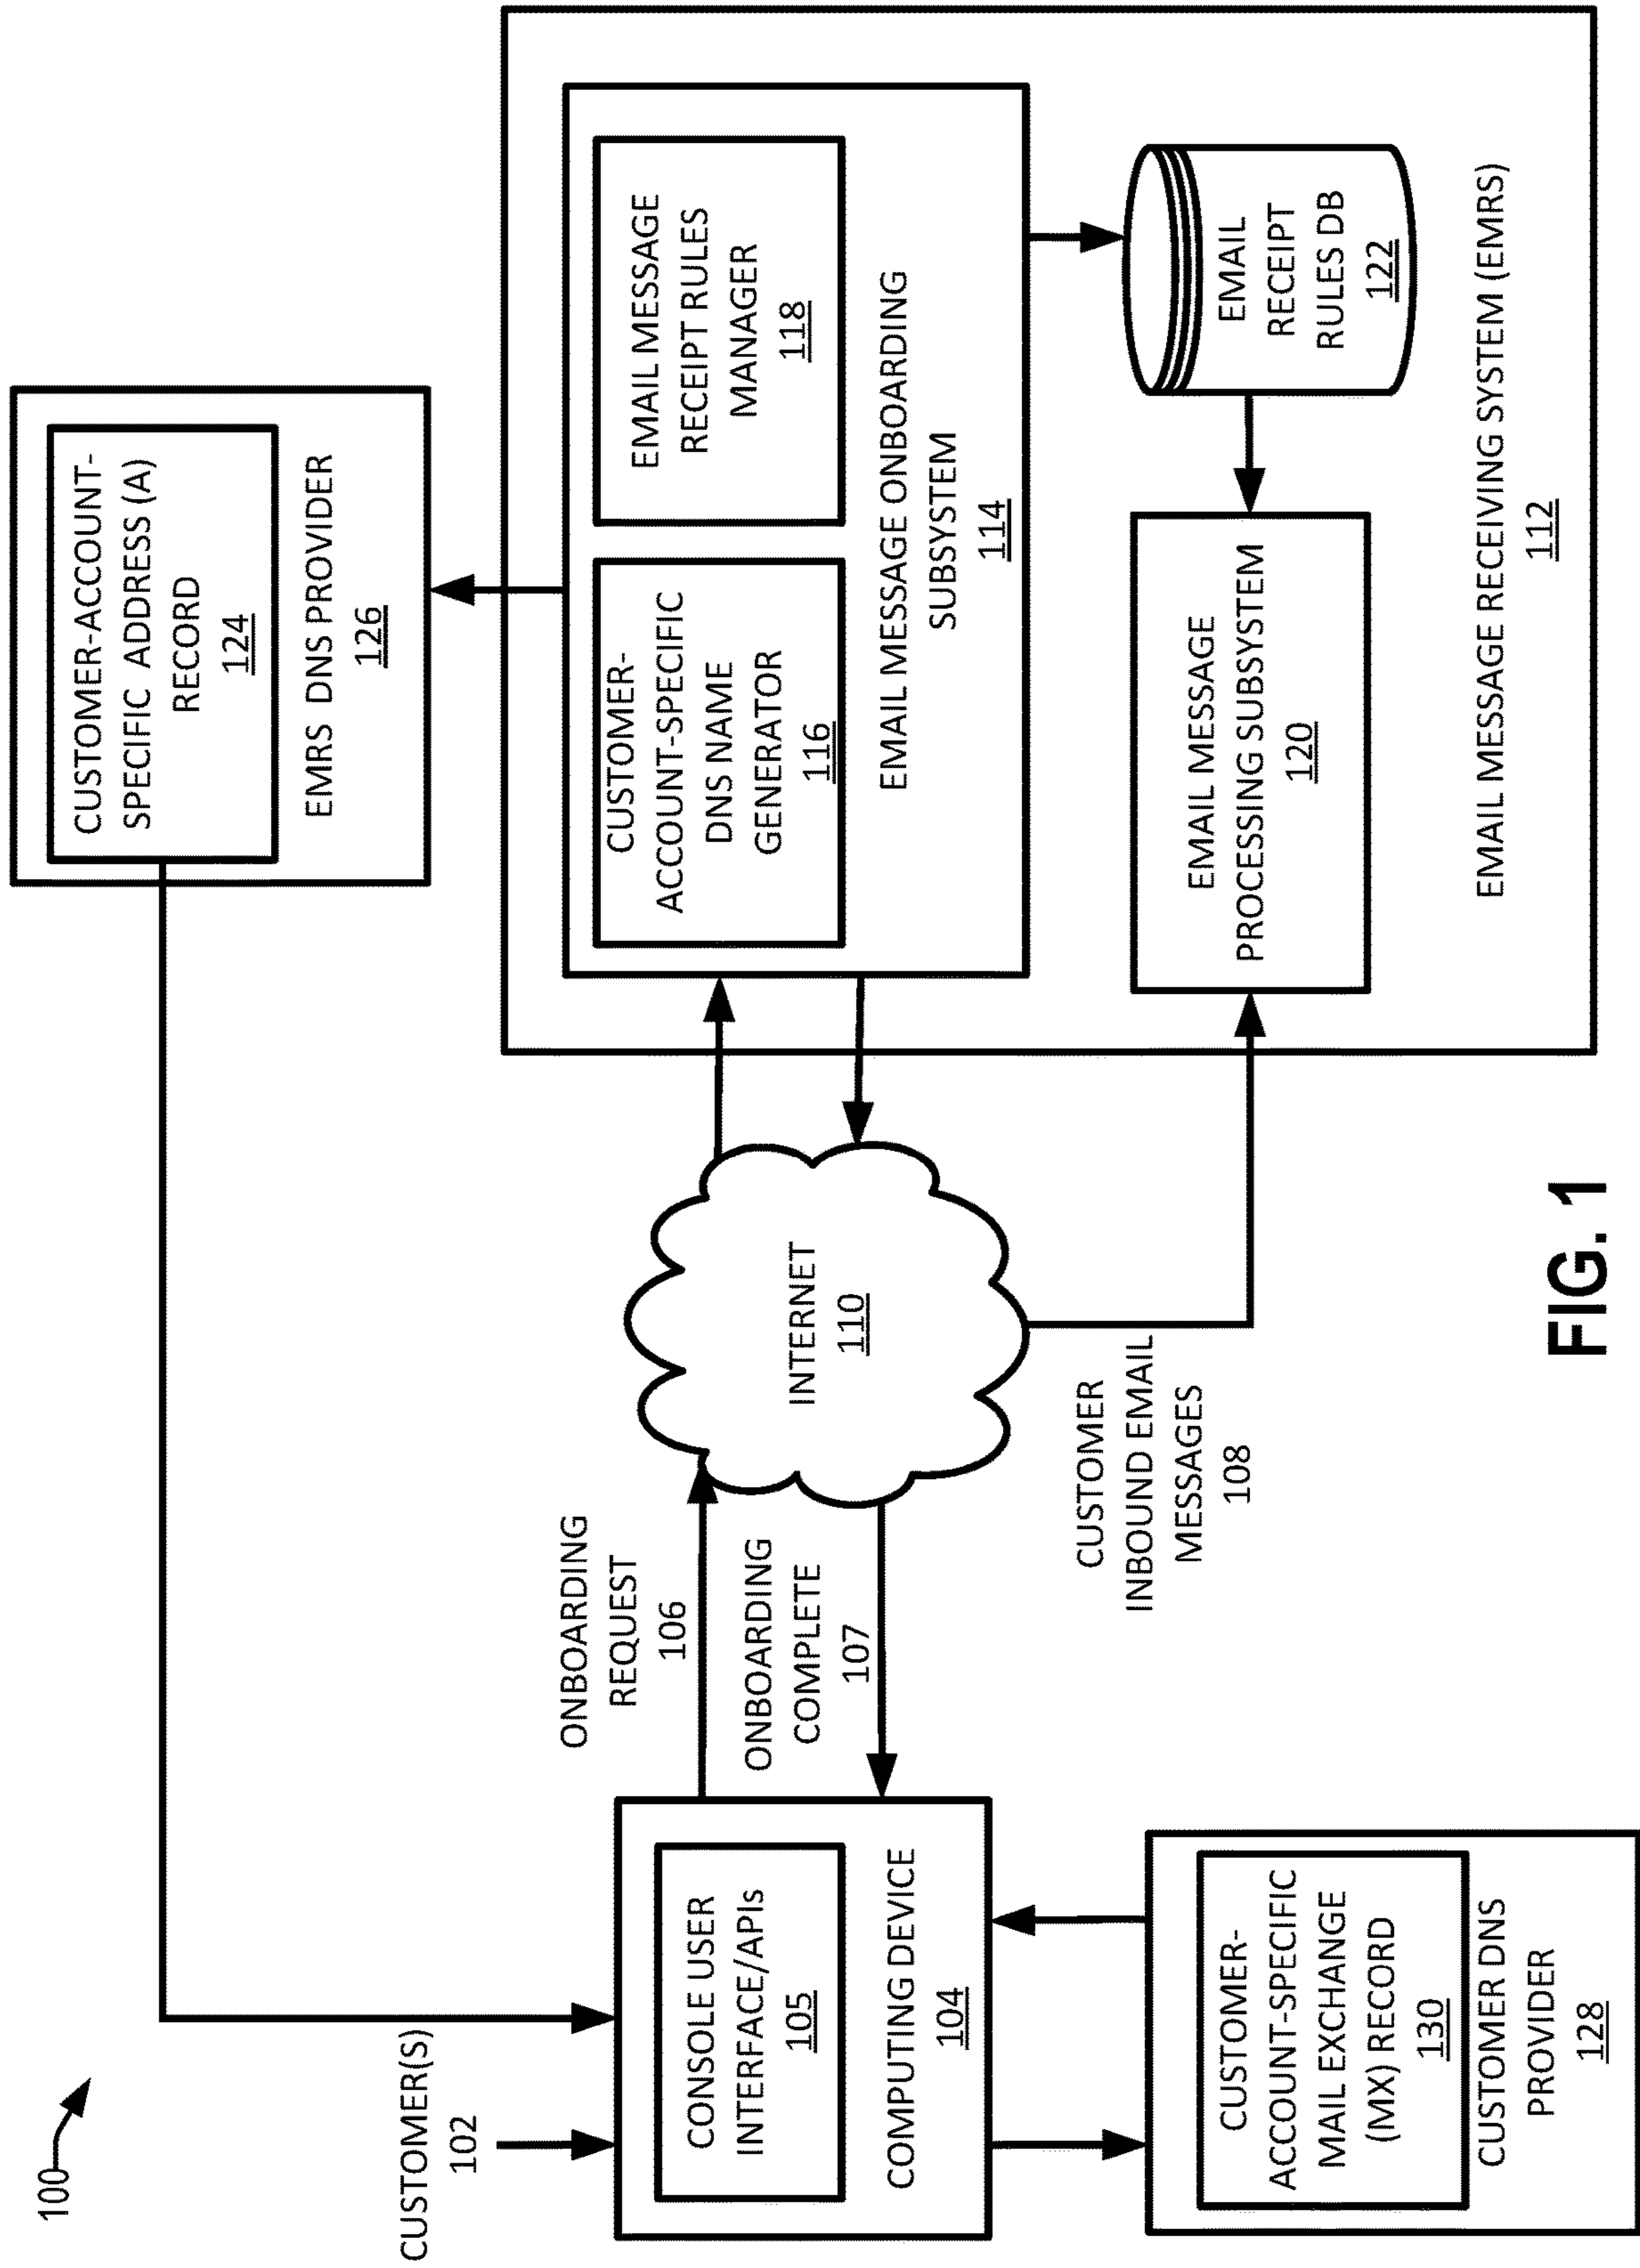 100
CUSTOMER(S)
102
CONSOLE USER
INTERFACE/APIs
105
COMPUTING DEVICE
104
CUSTOMER-
ACCOUNT-SPECIFIC
MAIL EXCHANGE
(MX) RECORD
130
CUSTOMER DNS
PROVIDER
128
ONBOARDING
REQUEST
106
ONBOARDING
COMPLETE
107
INTERNET
110
CUSTOMER
INBOUND EMAIL
MESSAGES
108
CUSTOMER-ACCOUNT-
SPECIFIC ADDRESS (A)
RECORD
124
EMRS DNS PROVIDER
126
CUSTOMER-
ACCOUNT-SPECIFIC
DNS NAME
GENERATOR
116
EMAIL MESSAGE
RECEIPT RULES
MANAGER
118
EMAIL MESSAGE ONBOARDING
SUBSYSTEM
114
EMAIL MESSAGE
PROCESSING SUBSYSTEM
120
EMAIL
RECEIPT
RULES DB
122
EMAIL MESSAGE RECEIVING SYSTEM (EMRS)
112
FIG. 1